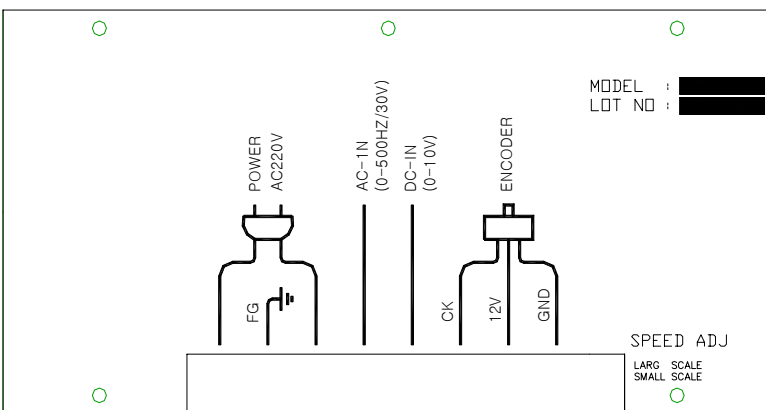 MODEL :
LOT NO :
POWER
AC220V
AC-1N
(0-500HZ/30V)
DC-IN
(0-10V)
ENCODER
FG
CK
12V
GND
SPEED ADJ
LARG SCALE
SMALL SCALE